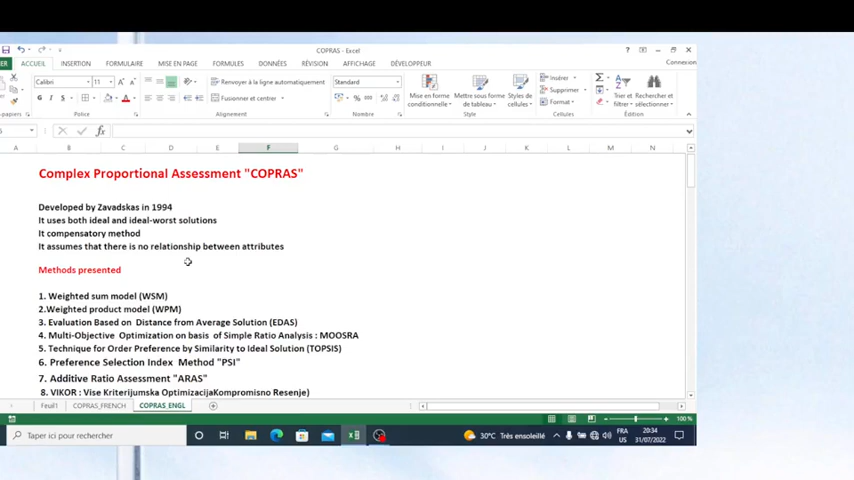 COPRAS - Excel
Connexion
ACCUEIL INSERTION FORMULAIRE MISE EN PAGE FORMULES DONNÉES RÉVISION AFFICHAGE DÉVELOPPEUR
Calibri 11 A A Renvoyer à la ligne automatiquement Standard Insérer
G I S A Fusionner et centrer % 000 Mise en forme conditionnelle Mettre sous forme de tableau Styles de cellules Supprimer Format Trier et filtrer Rechercher et sélectionner
Alignement Nombre Style Cellules
fx
A B C D E F G H I J K L M N
Complex Proportional Assessment "COPRAS"
Developed by Zavadskas in 1994
It uses both ideal and ideal-worst solutions
It compensatory method
It assumes that there is no relationship between attributes
Methods presented
1. Weighted sum model (WSM)
2.Weighted product model (WPM)
3. Evaluation Based on Distance from Average Solution (EDAS)
4. Multi-Objective Optimization on basis of Simple Ratio Analysis : MOOSRA
5. Technique for Order Preference by Similarity to Ideal Solution (TOPSIS)
6. Preference Selection Index Method "PSI"
7. Additive Ratio Assessment "ARAS"
8. VIKOR : Vise Kriterijumska OptimizacijaKompromisno Resenje)
Feuil1 COPRAS_FRENCH COPRAS_ENGL
100 %
Taper ici pour rechercher 30°C Très ensoleillé FRA US 20:34 31/07/2022